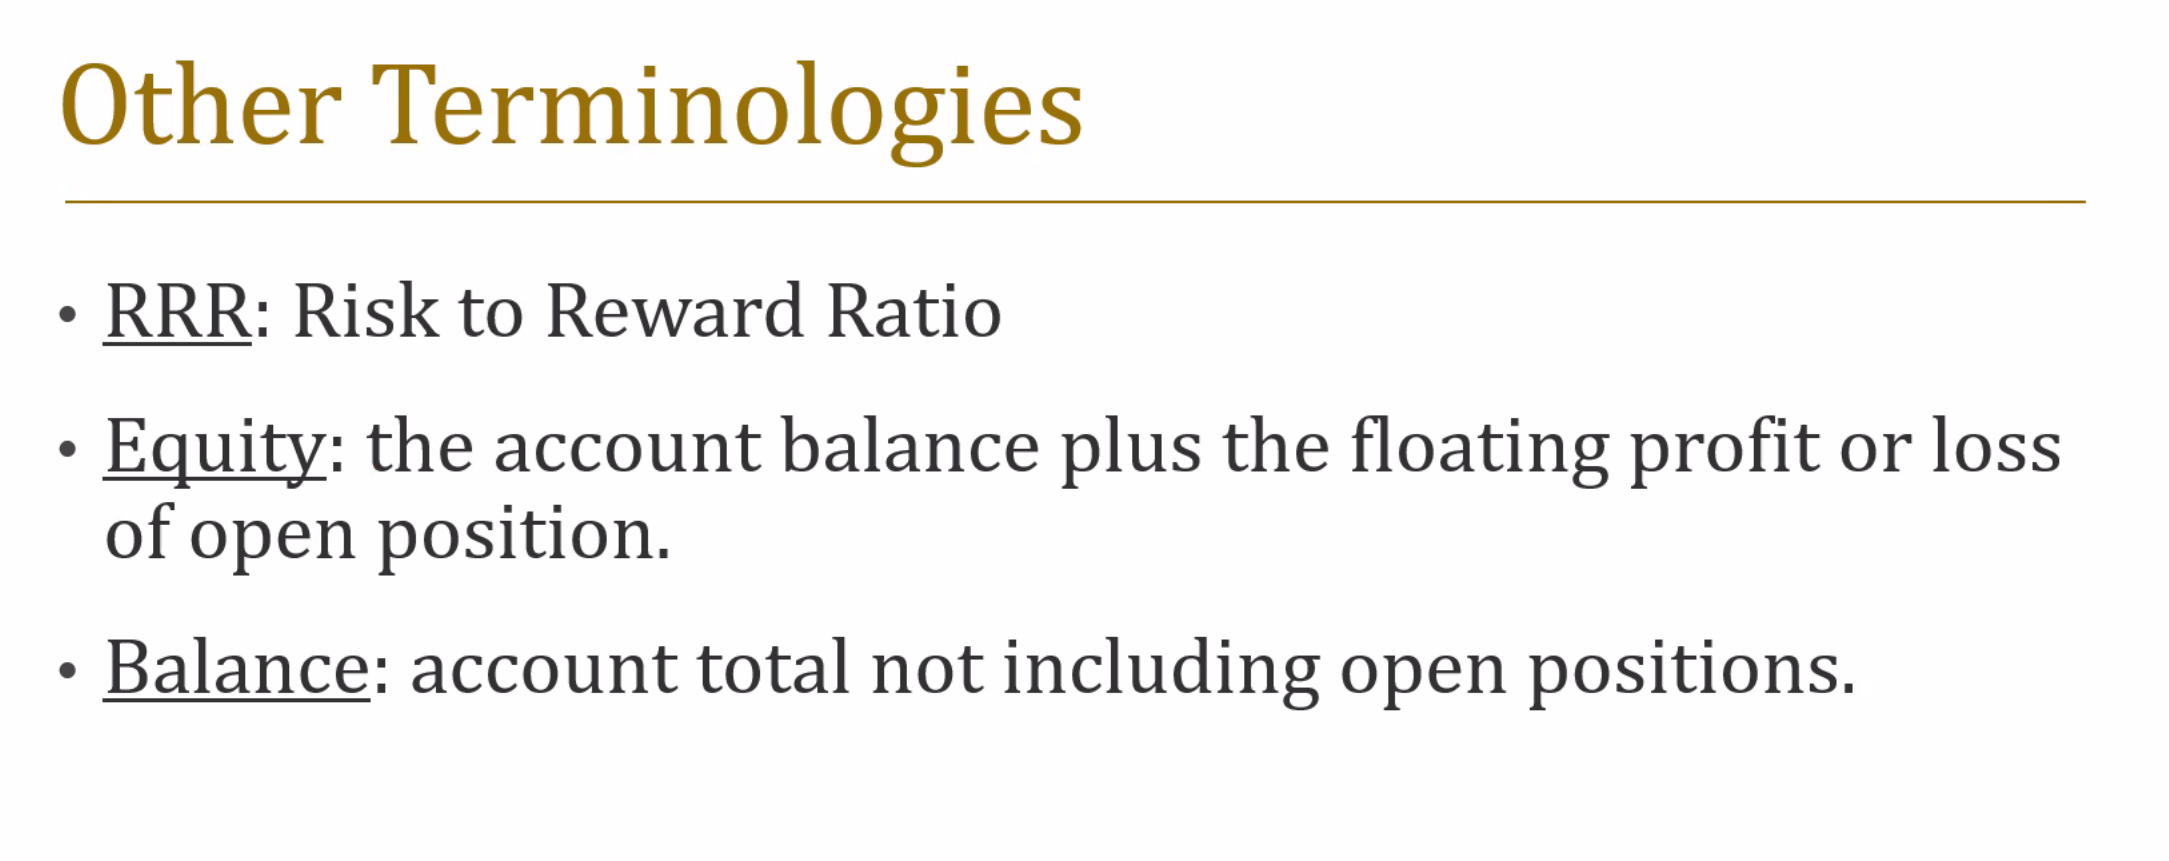 Other Terminologies
• RRR: Risk to Reward Ratio
• Equity: the account balance plus the floating profit or loss
of open position.
• Balance: account total not including open positions.